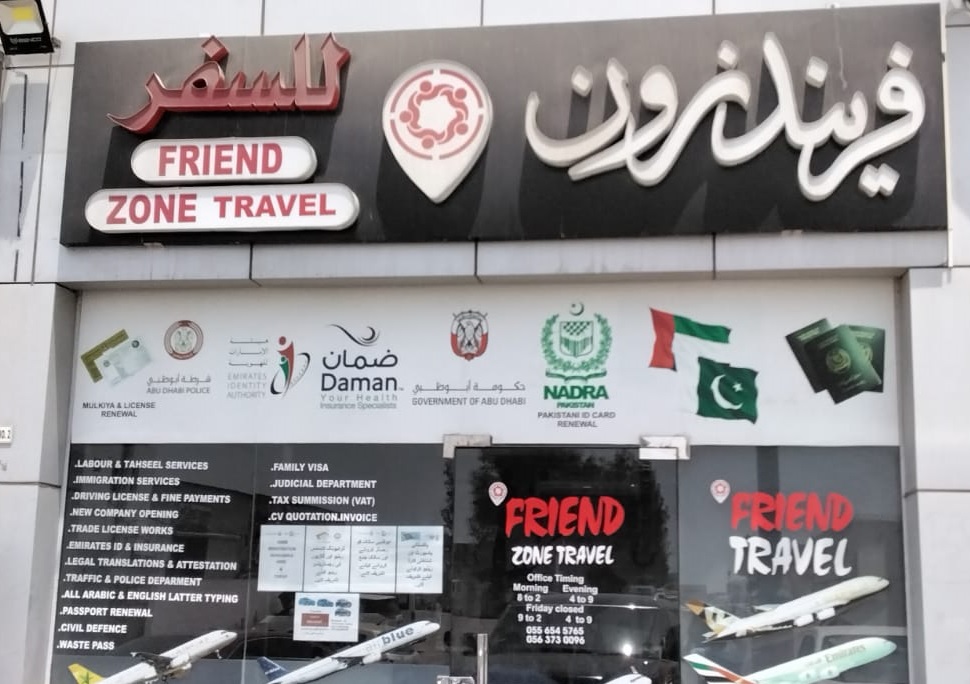 للسفر
فريندزون
FRIEND
ZONE TRAVEL
MULKIYA & LICENSE
RENEWAL
شرطة أبوظبي
ABU DHABI POLICE
هيئة
الإمارات
للهوية
EMIRATES
IDENTITY
AUTHORITY
ضمان
Daman
Your Health
Insurance Specialists
حكومة أبوظبي
GOVERNMENT OF ABU DHABI
NADRA
PAKISTAN
PAKISTANI ID CARD
RENEWAL
.LABOUR & TAHSEEL SERVICES
.IMMIGRATION SERVICES
.DRIVING LICENSE & FINE PAYMENTS
.NEW COMPANY OPENING
.TRADE LICENSE WORKS
.EMIRATES ID & INSURANCE
.LEGAL TRANSLATIONS & ATTESTATION
.TRAFFIC & POLICE DEPARMENT
.ALL ARABIC & ENGLISH LATTER TYPING
.PASSPORT RENEWAL
.CIVIL DEFENCE
.WASTE PASS
.FAMILY VISA
.JUDICIAL DEPARTMENT
.TAX SUMMISSION (VAT)
.CV QUOTATION.INVOICE
FRIEND
ZONE TRAVEL
Office Timing
Morning Evening
8 to 2 4 to 9
Friday closed
9 to 2 4 to 9
055 654 5765
056 373 0096
FRIEND
TRAVEL
blue
Emirates